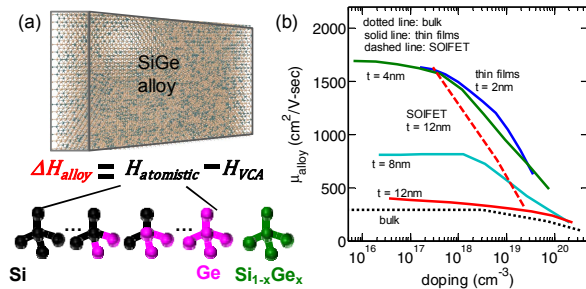 (a)
SiGe
alloy
ΔH_alloy = H_atomistic − H_VCA
... ...
Si Ge Si_{1-x}Ge_x
(b)
μ_alloy (cm²/V-sec)
2000
1500
1000
500
0
dotted line: bulk
solid line: thin films
dashed line: SOIFET
t = 4nm
thin films
t = 2nm
SOIFET
t = 12nm
t = 8nm
t = 12nm
bulk
10^16 10^17 10^18 10^19 10^20
doping (cm⁻³)